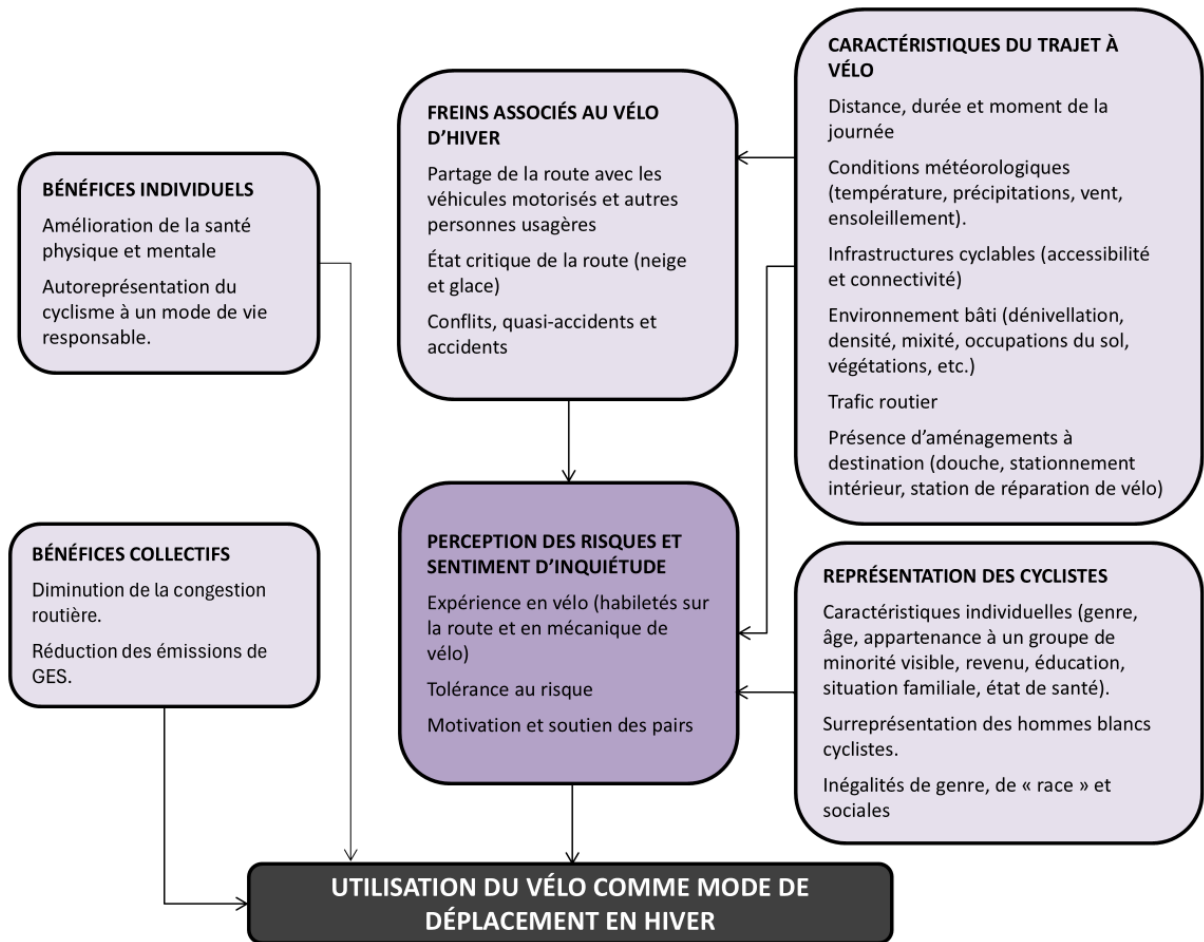 BÉNÉFICES INDIVIDUELS
Amélioration de la santé
physique et mentale
Autoreprésentation du
cyclisme à un mode de vie
responsable.
BÉNÉFICES COLLECTIFS
Diminution de la congestion
routière.
Réduction des émissions de
GES.
FREINS ASSOCIÉS AU VÉLO
D’HIVER
Partage de la route avec les
véhicules motorisés et autres
personnes usagères
État critique de la route (neige
et glace)
Conflits, quasi-accidents et
accidents
PERCEPTION DES RISQUES ET
SENTIMENT D’INQUIÉTUDE
Expérience en vélo (habiletés sur
la route et en mécanique de
vélo)
Tolérance au risque
Motivation et soutien des pairs
CARACTÉRISTIQUES DU TRAJET À
VÉLO
Distance, durée et moment de la
journée
Conditions météorologiques
(température, précipitations, vent,
ensoleillement).
Infrastructures cyclables (accessibilité
et connectivité)
Environnement bâti (dénivellation,
densité, mixité, occupations du sol,
végétations, etc.)
Trafic routier
Présence d’aménagements à
destination (douche, stationnement
intérieur, station de réparation de vélo)
REPRÉSENTATION DES CYCLISTES
Caractéristiques individuelles (genre,
âge, appartenance à un groupe de
minorité visible, revenu, éducation,
situation familiale, état de santé).
Surreprésentation des hommes blancs
cyclistes.
Inégalités de genre, de « race » et
sociales
UTILISATION DU VÉLO COMME MODE DE
DÉPLACEMENT EN HIVER